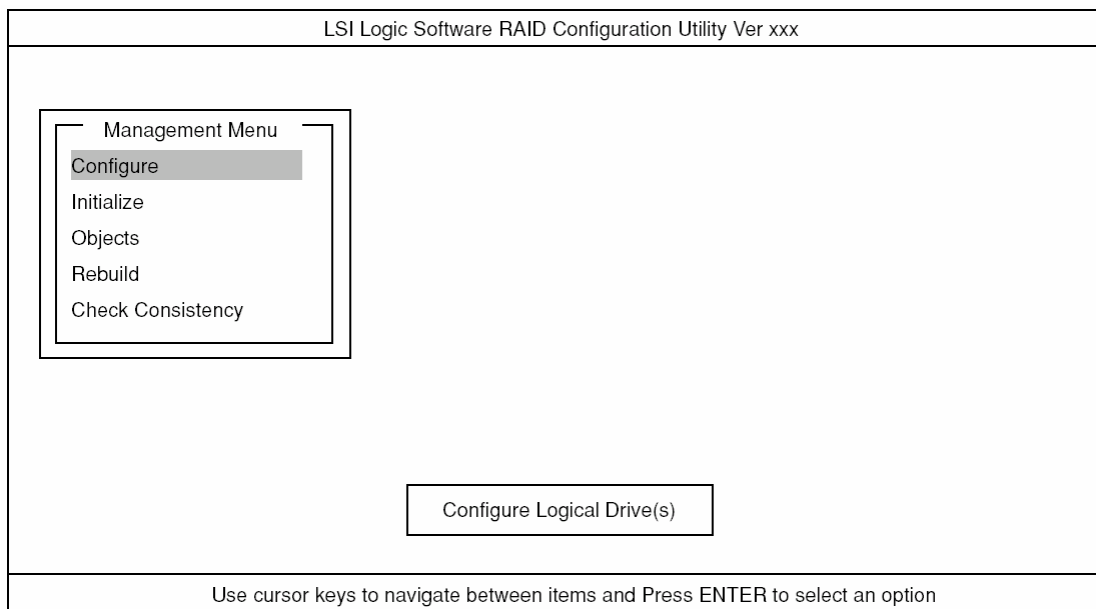 LSI Logic Software RAID Configuration Utility Ver xxx
Management Menu
Configure
Initialize
Objects
Rebuild
Check Consistency
Configure Logical Drive(s)
Use cursor keys to navigate between items and Press ENTER to select an option